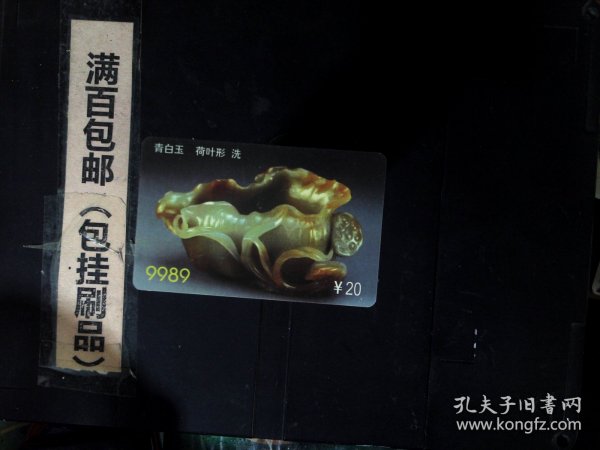 满百包邮（包挂刷品）
青白玉 荷叶形 洗
9989
￥20
孔夫子旧書网
www.kongfz.com